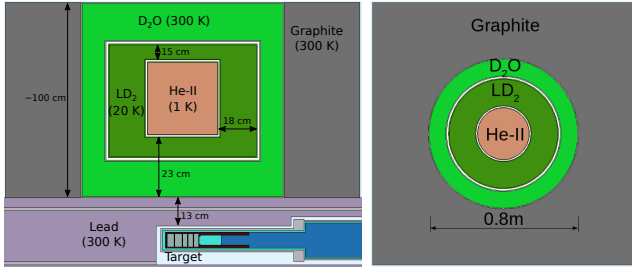 D₂O (300 K)
Graphite
(300 K)
15 cm
~100 cm
LD₂
(20 K)
He-II
(1 K)
18 cm
23 cm
13 cm
Lead
(300 K)
Target
Graphite
D₂O
LD₂
He-II
0.8m